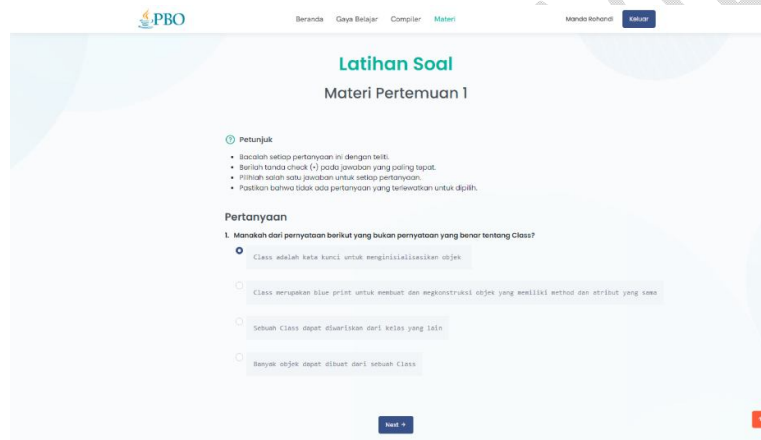 PBO
Beranda Gaya Belajar Compiler Materi Manda Rohandi Keluar
Latihan Soal
Materi Pertemuan 1
Petunjuk
• Bacalah setiap pertanyaan ini dengan teliti.
• Berilah tanda check (•) pada jawaban yang paling tepat.
• Pilihlah salah satu jawaban untuk setiap pertanyaan.
• Pastikan bahwa tidak ada pertanyaan yang terlewatkan untuk dipilih.
Pertanyaan
1. Manakah dari pernyataan berikut yang bukan pernyataan yang benar tentang Class?
Class adalah kata kunci untuk menginisialisasikan objek
Class merupakan blue print untuk membuat dan megkonstruksi objek yang memiliki method dan atribut yang sama
Sebuah Class dapat diwariskan dari kelas yang lain
Banyak objek dapat dibuat dari sebuah Class
Next →